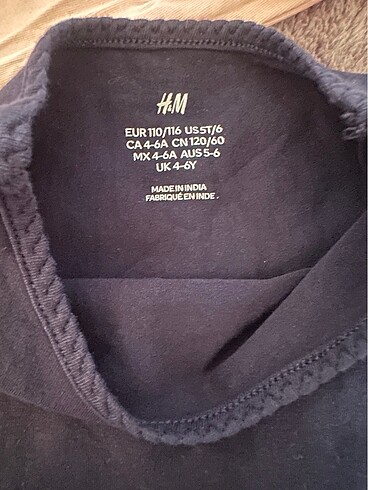 H&M
EUR 110/116 US 5T/6
CA 4-6A CN 120/60
MX 4-6A AUS 5-6
UK 4-6Y
MADE IN INDIA
FABRIQUÉ EN INDE